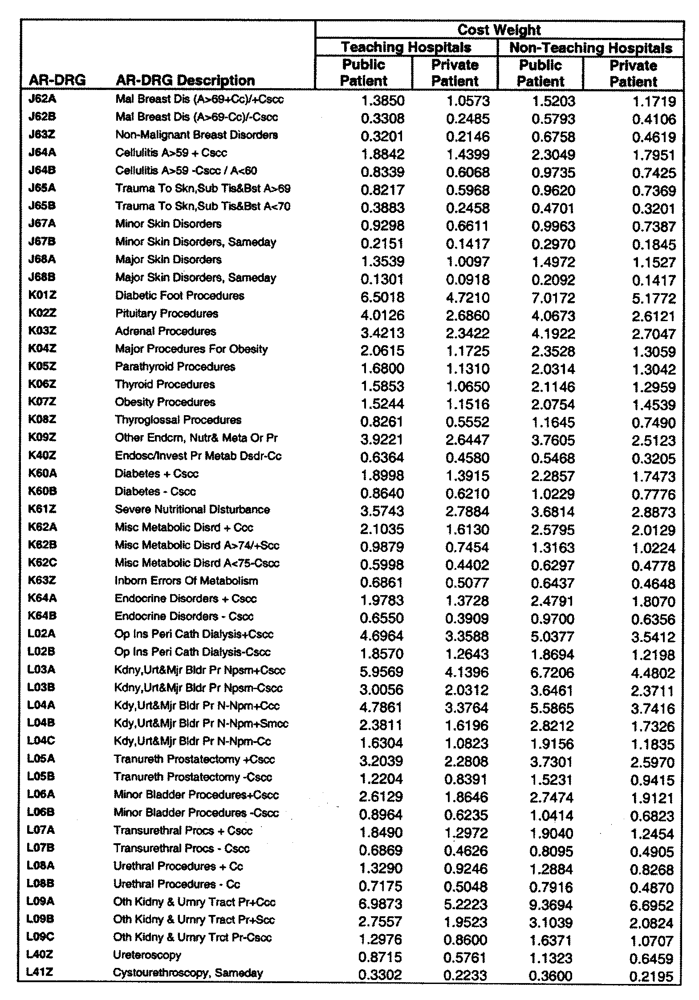 Cost Weight
Teaching Hospitals Non-Teaching Hospitals
Public Private Public Private
AR-DRG AR-DRG Description Patient Patient Patient Patient
J62A Mal Breast Dis (A>69+Cc)/+Cscc 1.3850 1.0573 1.5203 1.1719
J62B Mal Breast Dis (A>69-Cc)/-Cscc 0.3308 0.2485 0.5793 0.4106
J63Z Non-Malignant Breast Disorders 0.3201 0.2146 0.6758 0.4619
J64A Cellulitis A>59 + Cscc 1.8842 1.4399 2.3049 1.7951
J64B Cellulitis A>59 -Cscc / A<60 0.8339 0.6068 0.9735 0.7425
J65A Trauma To Skn,Sub Tis&Bst A>69 0.8217 0.5968 0.9620 0.7369
J65B Trauma To Skn,Sub Tis&Bst A<70 0.3883 0.2458 0.4701 0.3201
J67A Minor Skin Disorders 0.9298 0.6611 0.9963 0.7387
J67B Minor Skin Disorders, Sameday 0.2151 0.1417 0.2970 0.1845
J68A Major Skin Disorders 1.3539 1.0097 1.4972 1.1527
J68B Major Skin Disorders, Sameday 0.1301 0.0918 0.2092 0.1417
K01Z Diabetic Foot Procedures 6.5018 4.7210 7.0172 5.1772
K02Z Pituitary Procedures 4.0126 2.6860 4.0673 2.6121
K03Z Adrenal Procedures 3.4213 2.3422 4.1922 2.7047
K04Z Major Procedures For Obesity 2.0615 1.1725 2.3528 1.3059
K05Z Parathyroid Procedures 1.6800 1.1310 2.0314 1.3042
K06Z Thyroid Procedures 1.5853 1.0650 2.1146 1.2959
K07Z Obesity Procedures 1.5244 1.1516 2.0754 1.4539
K08Z Thyroglossal Procedures 0.8261 0.5552 1.1645 0.7490
K09Z Other Endcrn, Nutr& Meta Or Pr 3.9221 2.6447 3.7605 2.5123
K40Z Endosc/Invest Pr Metab Dsdr-Cc 0.6364 0.4580 0.5468 0.3205
K60A Diabetes + Cscc 1.8998 1.3915 2.2857 1.7473
K60B Diabetes - Cscc 0.8640 0.6210 1.0229 0.7776
K61Z Severe Nutritional Disturbance 3.5743 2.7884 3.6814 2.8873
K62A Misc Metabolic Disrd + Ccc 2.1035 1.6130 2.5795 2.0129
K62B Misc Metabolic Disrd A>74/+Scc 0.9879 0.7454 1.3163 1.0224
K62C Misc Metabolic Disrd A<75-Cscc 0.5998 0.4402 0.6297 0.4778
K63Z Inborn Errors Of Metabolism 0.6861 0.5077 0.6437 0.4648
K64A Endocrine Disorders + Cscc 1.9783 1.3728 2.4791 1.8070
K64B Endocrine Disorders - Cscc 0.6550 0.3909 0.9700 0.6356
L02A Op Ins Peri Cath Dialysis+Cscc 4.6964 3.3588 5.0377 3.5412
L02B Op Ins Peri Cath Dialysis-Cscc 1.8570 1.2643 1.8694 1.2198
L03A Kdny,Urt&Mjr Bldr Pr Npsm+Cscc 5.9569 4.1396 6.7206 4.4802
L03B Kdny,Urt&Mjr Bldr Pr Npsm-Cscc 3.0056 2.0312 3.6461 2.3711
L04A Kdy,Urt&Mjr Bldr Pr N-Npm+Ccc 4.7861 3.3764 5.5865 3.7416
L04B Kdy,Urt&Mjr Bldr Pr N-Npm+Smcc 2.3811 1.6196 2.8212 1.7326
L04C Kdy,Urt&Mjr Bldr Pr N-Npm-Cc 1.6304 1.0823 1.9156 1.1835
L05A Tranureth Prostatectomy +Cscc 3.2039 2.2808 3.7301 2.5970
L05B Tranureth Prostatectomy -Cscc 1.2204 0.8391 1.5231 0.9415
L06A Minor Bladder Procedures+Cscc 2.6129 1.8646 2.7474 1.9121
L06B Minor Bladder Procedures -Cscc 0.8964 0.6235 1.0414 0.6823
L07A Transurethral Procs + Cscc 1.8490 1.2972 1.9040 1.2454
L07B Transurethral Procs - Cscc 0.6869 0.4626 0.8095 0.4905
L08A Urethral Procedures + Cc 1.3290 0.9246 1.2884 0.8268
L08B Urethral Procedures - Cc 0.7175 0.5048 0.7916 0.4870
L09A Oth Kidny & Urnry Tract Pr+Ccc 6.9873 5.2223 9.3694 6.6952
L09B Oth Kidny & Urnry Tract Pr+Scc 2.7557 1.9523 3.1039 2.0824
L09C Oth Kidny & Urnry Trct Pr-Cscc 1.2976 0.8600 1.6371 1.0707
L40Z Ureteroscopy 0.8715 0.5761 1.1323 0.6459
L41Z Cystourethroscopy, Sameday 0.3302 0.2233 0.3600 0.2195